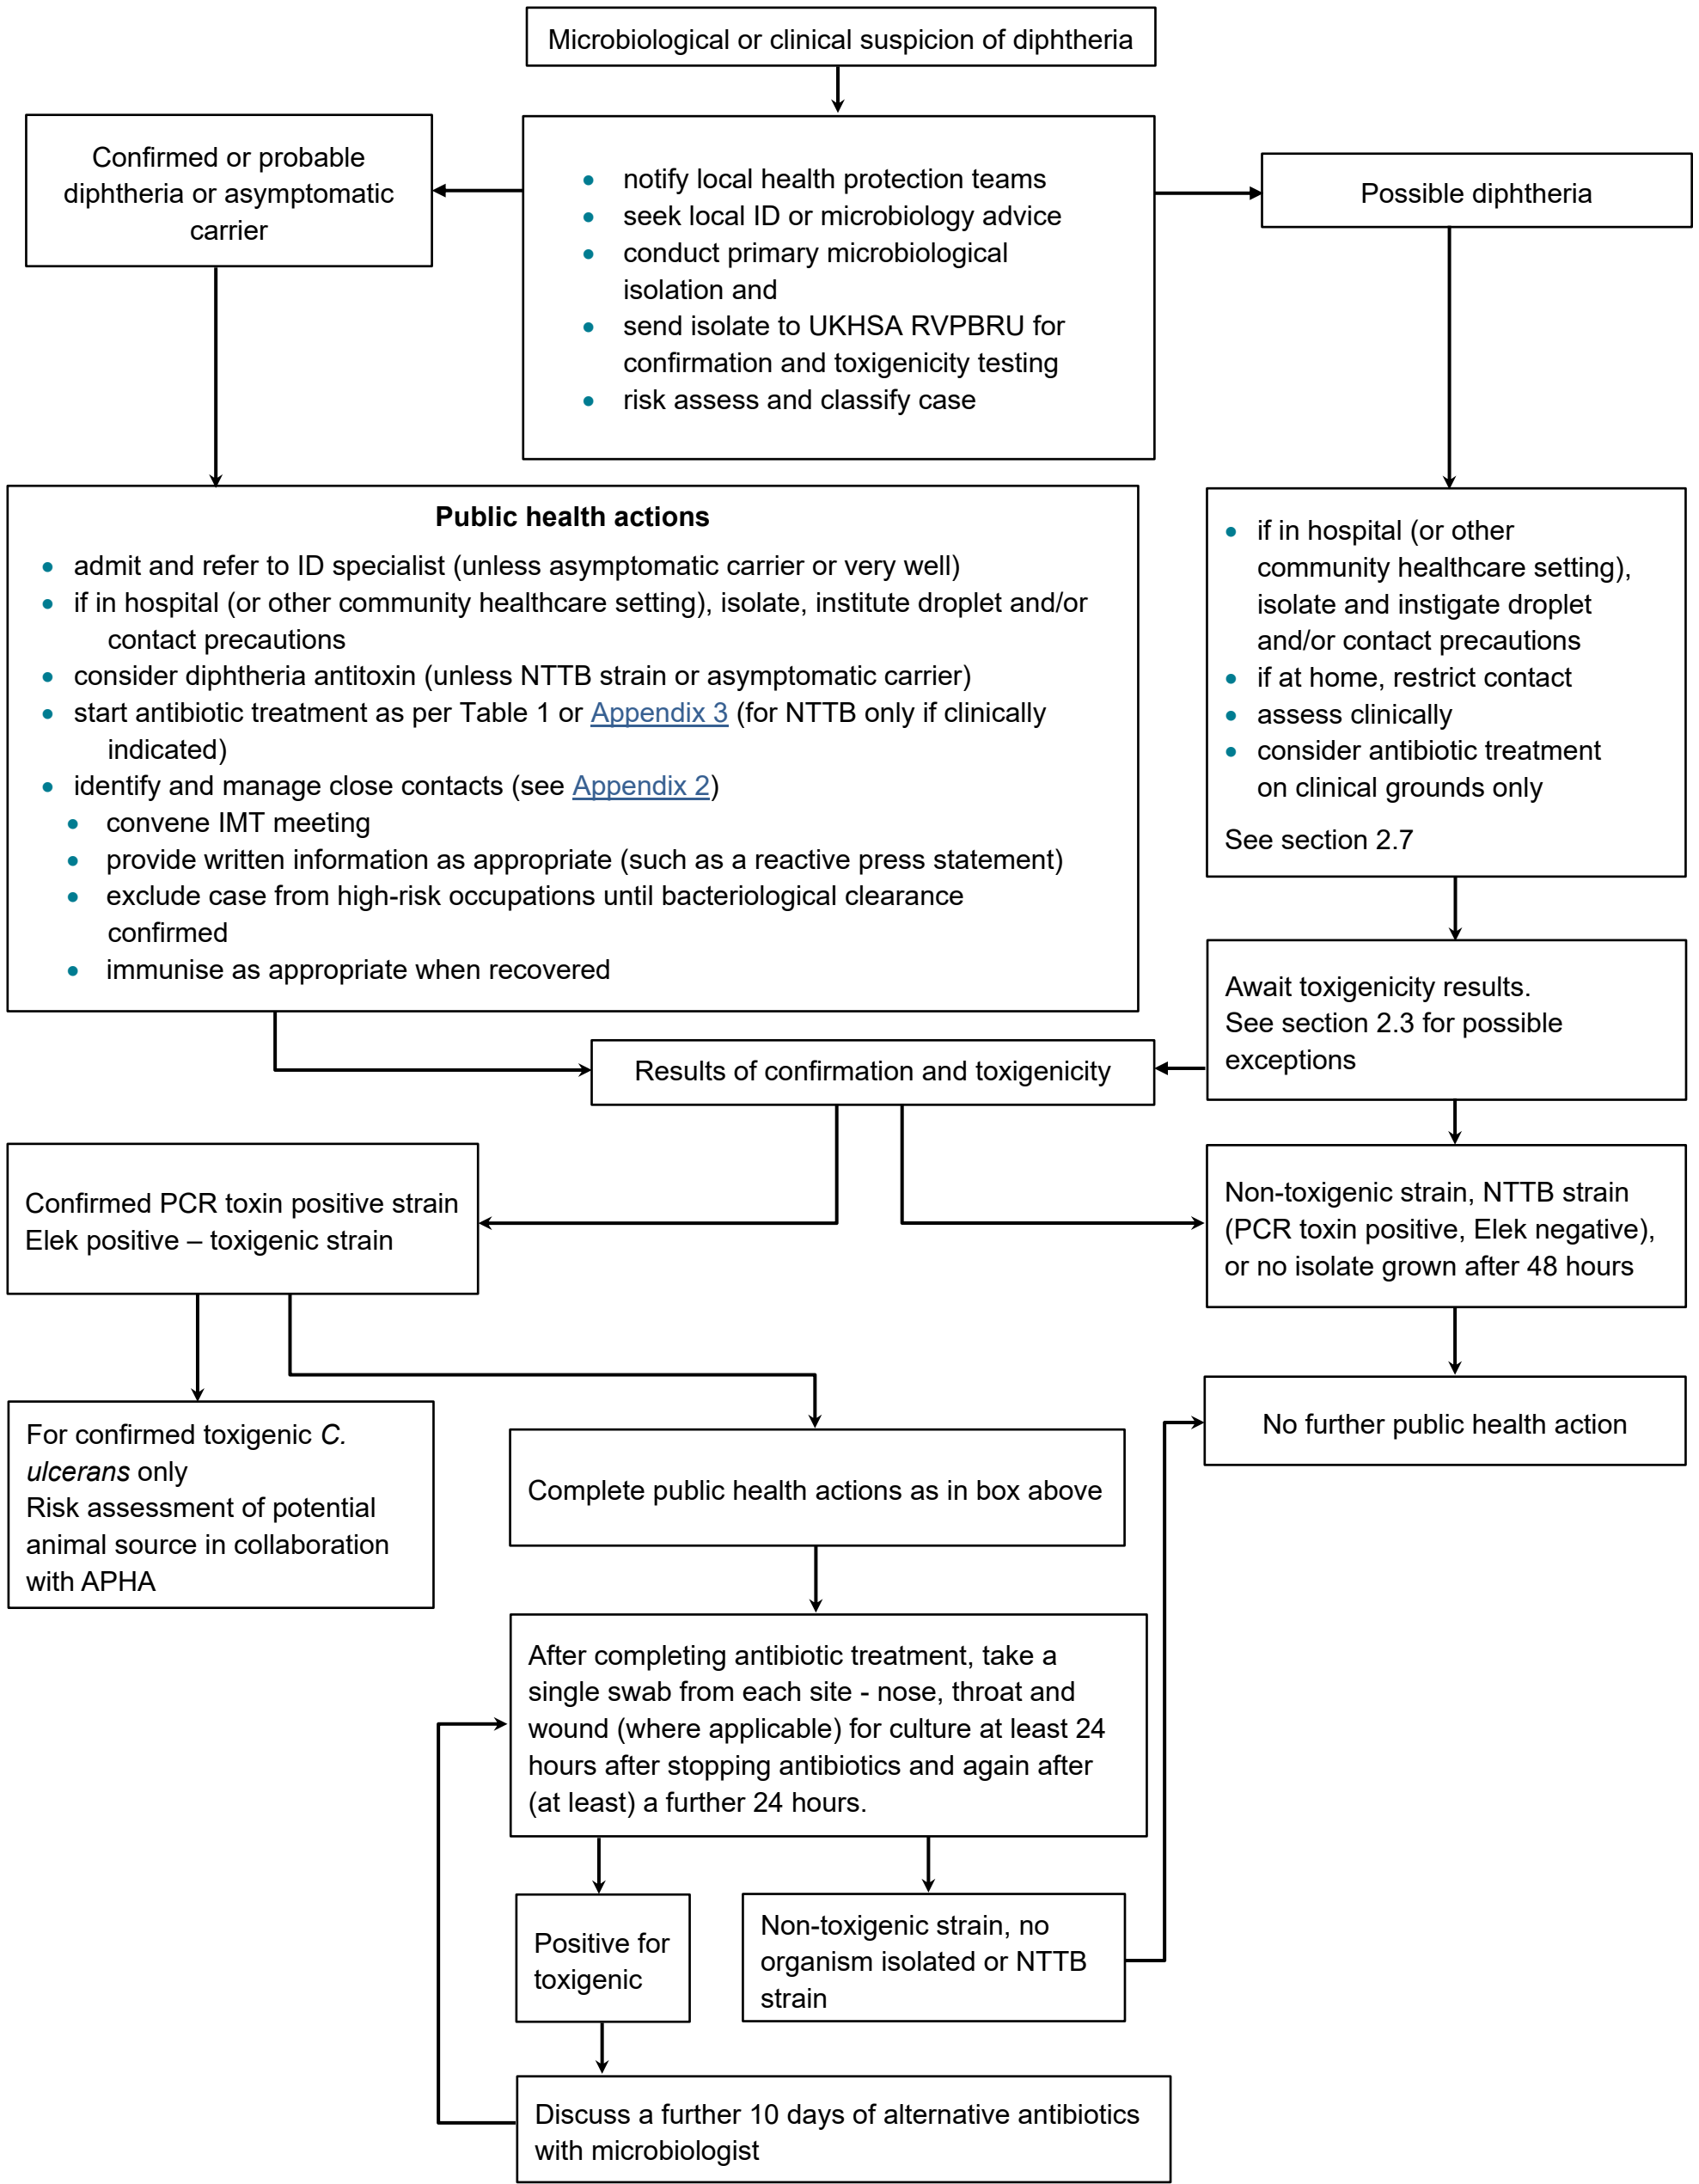 Microbiological or clinical suspicion of diphtheria
Confirmed or probable
diphtheria or asymptomatic
carrier
• notify local health protection teams
• seek local ID or microbiology advice
• conduct primary microbiological
isolation and
• send isolate to UKHSA RVPBRU for
confirmation and toxigenicity testing
• risk assess and classify case
Possible diphtheria
Public health actions
• admit and refer to ID specialist (unless asymptomatic carrier or very well)
• if in hospital (or other community healthcare setting), isolate, institute droplet and/or
contact precautions
• consider diphtheria antitoxin (unless NTTB strain or asymptomatic carrier)
• start antibiotic treatment as per Table 1 or Appendix 3 (for NTTB only if clinically
indicated)
• identify and manage close contacts (see Appendix 2)
• convene IMT meeting
• provide written information as appropriate (such as a reactive press statement)
• exclude case from high-risk occupations until bacteriological clearance
confirmed
• immunise as appropriate when recovered
• if in hospital (or other
community healthcare setting),
isolate and instigate droplet
and/or contact precautions
• if at home, restrict contact
• assess clinically
• consider antibiotic treatment
on clinical grounds only
See section 2.7
Await toxigenicity results.
See section 2.3 for possible
exceptions
Results of confirmation and toxigenicity
Confirmed PCR toxin positive strain
Elek positive – toxigenic strain
Non-toxigenic strain, NTTB strain
(PCR toxin positive, Elek negative),
or no isolate grown after 48 hours
For confirmed toxigenic C.
ulcerans only
Risk assessment of potential
animal source in collaboration
with APHA
Complete public health actions as in box above
No further public health action
After completing antibiotic treatment, take a
single swab from each site - nose, throat and
wound (where applicable) for culture at least 24
hours after stopping antibiotics and again after
(at least) a further 24 hours.
Positive for
toxigenic
Non-toxigenic strain, no
organism isolated or NTTB
strain
Discuss a further 10 days of alternative antibiotics
with microbiologist